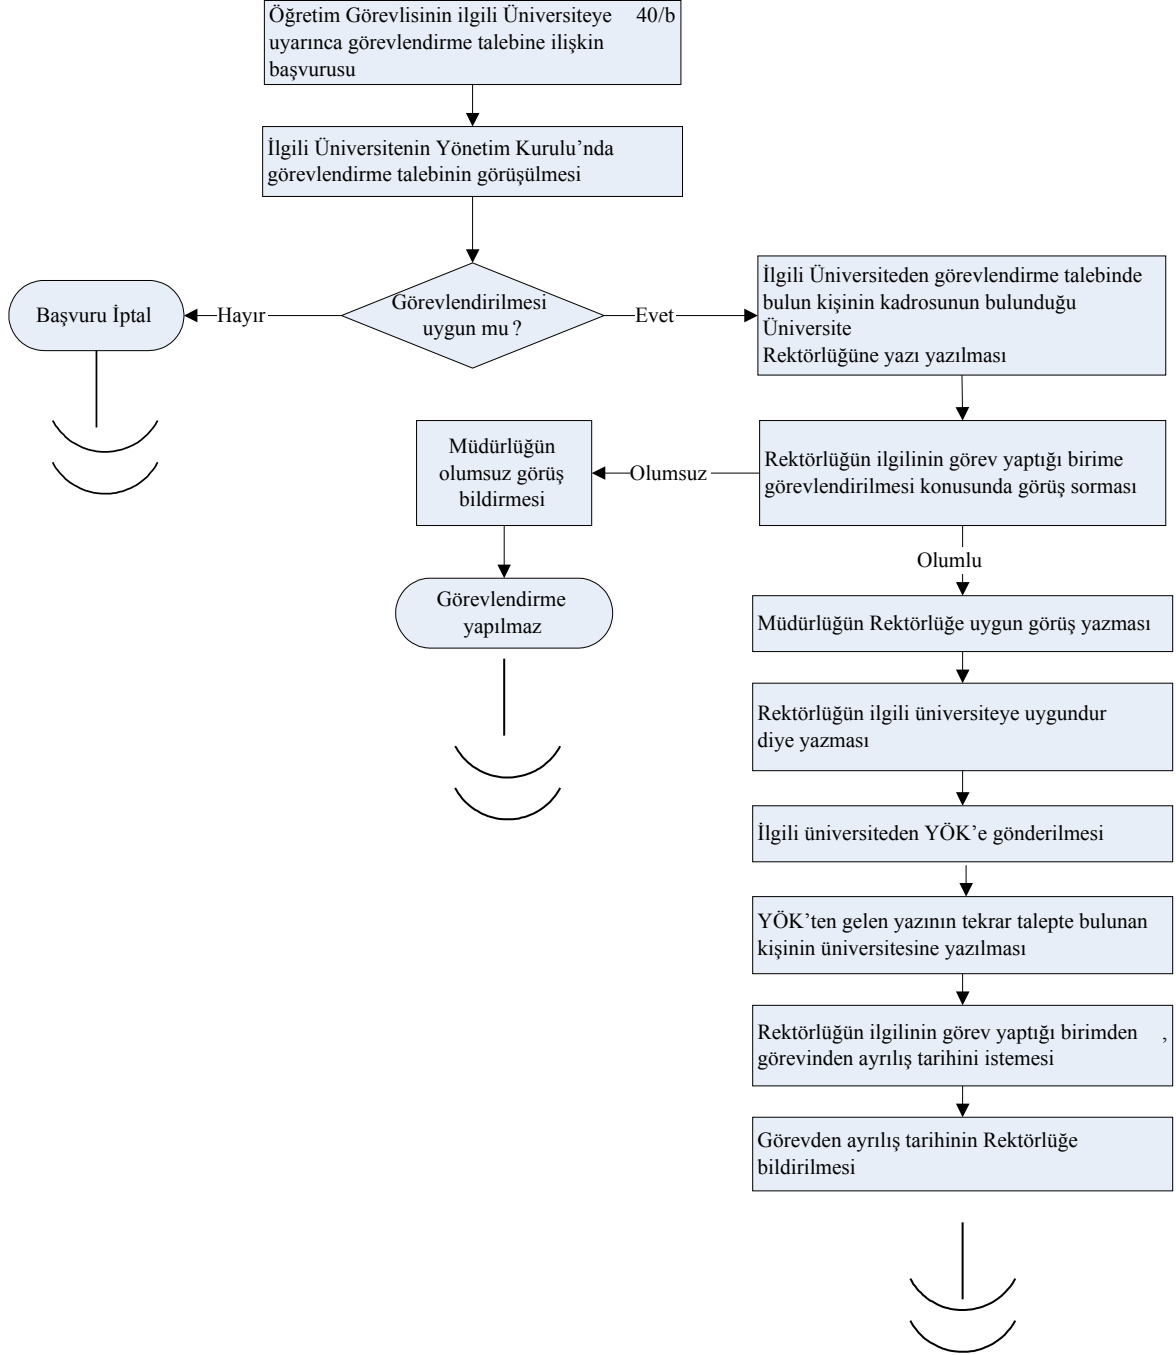 Öğretim Görevlisinin ilgili Üniversiteye 40/b
uyarınca görevlendirme talebine ilişkin
başvurusu
İlgili Üniversitenin Yönetim Kurulu’nda
görevlendirme talebinin görüşülmesi
Görevlendirilmesi
uygun mu ?
Hayır
Başvuru İptal
Evet
İlgili Üniversiteden görevlendirme talebinde
bulun kişinin kadrosunun bulunduğu
Üniversite
Rektörlüğüne yazı yazılması
Rektörlüğün ilgilinin görev yaptığı birime
görevlendirilmesi konusunda görüş sorması
Olumsuz
Müdürlüğün
olumsuz görüş
bildirmesi
Görevlendirme
yapılmaz
Olumlu
Müdürlüğün Rektörlüğe uygun görüş yazması
Rektörlüğün ilgili üniversiteye uygundur
diye yazması
İlgili üniversiteden YÖK’e gönderilmesi
YÖK’ten gelen yazının tekrar talepte bulunan
kişinin üniversitesine yazılması
Rektörlüğün ilgilinin görev yaptığı birimden ,
görevinden ayrılış tarihini istemesi
Görevden ayrılış tarihinin Rektörlüğe
bildirilmesi